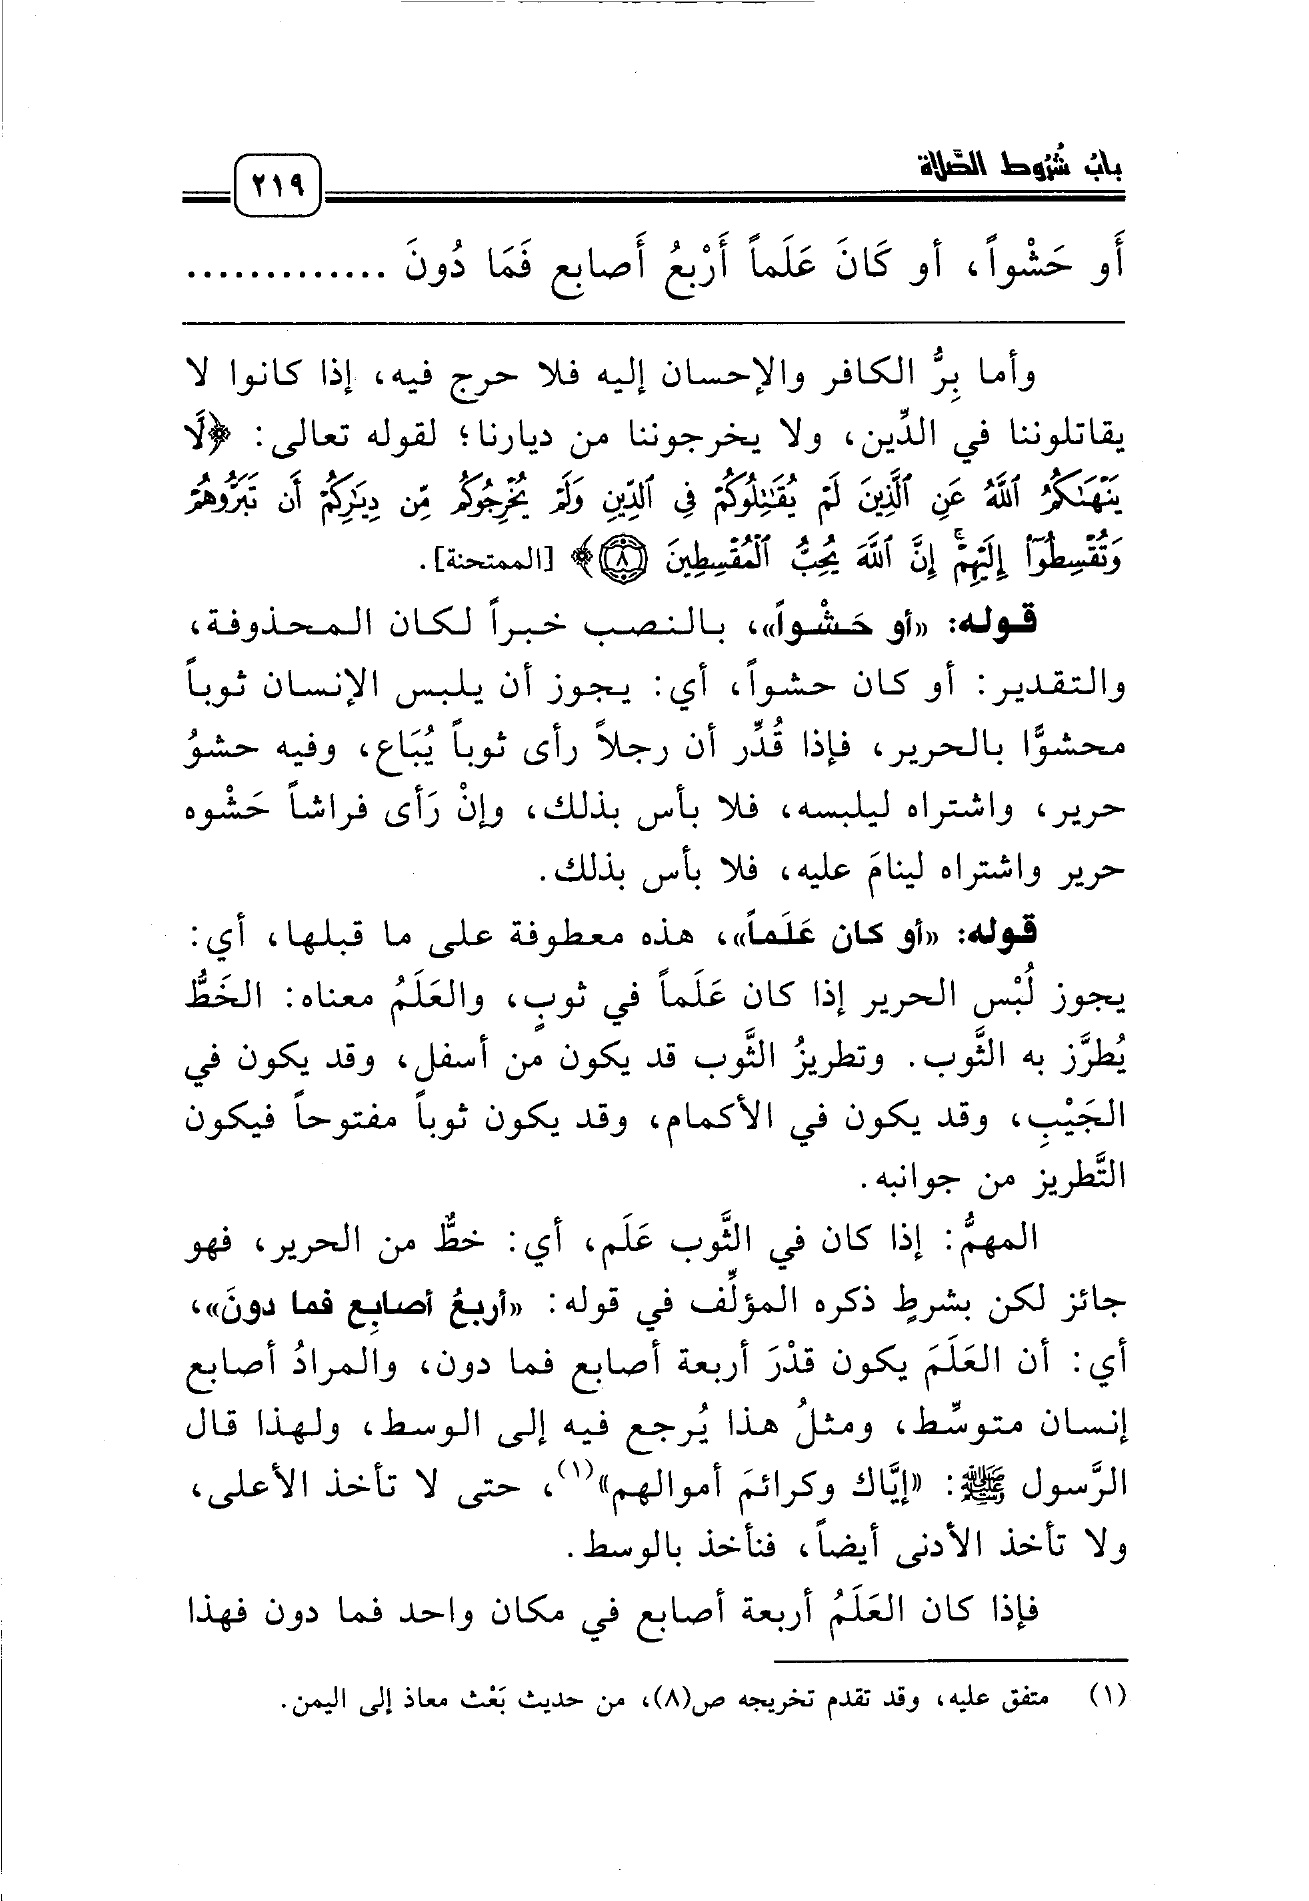 باب شُرُوط الصَّلاة
٢١٩
أَو حَشْواً، أو كَانَ عَلَماً أَرْبعُ أَصابع فَمَا دُونَ .............
وأما بِرُّ الكافر والإحسان إليه فلا حرج فيه، إذا كانوا لا
يقاتلوننا في الدِّين، ولا يخرجوننا من ديارنا؛ لقوله تعالى: ﴿لَّا
يَنْهَىٰكُمُ ٱللَّهُ عَنِ ٱلَّذِينَ لَمْ يُقَٰتِلُوكُمْ فِى ٱلدِّينِ وَلَمْ يُخْرِجُوكُم مِّن دِيَٰرِكُمْ أَن تَبَرُّوهُمْ
وَتُقْسِطُوٓا۟ إِلَيْهِمْ ۚ إِنَّ ٱللَّهَ يُحِبُّ ٱلْمُقْسِطِينَ ٨﴾ [الممتحنة].
قوله: «أو حَشْواً»، بالنصب خبراً لكان المحذوفة،
والتقدير: أو كان حشواً، أي: يجوز أن يلبس الإنسان ثوباً
محشوًّا بالحرير، فإذا قُدِّر أن رجلاً رأى ثوباً يُبَاع، وفيه حشوُ
حرير، واشتراه ليلبسه، فلا بأس بذلك، وإنْ رَأى فراشاً حَشْوه
حرير واشتراه لينامَ عليه، فلا بأس بذلك.
قوله: «أو كان عَلَماً»، هذه معطوفة على ما قبلها، أي:
يجوز لُبْس الحرير إذا كان عَلَماً في ثوبٍ، والعَلَمُ معناه: الخَطُّ
يُطرَّز به الثَّوب. وتطريزُ الثَّوب قد يكون من أسفل، وقد يكون في
الجَيْبِ، وقد يكون في الأكمام، وقد يكون ثوباً مفتوحاً فيكون
التَّطريز من جوانبه.
المهمُّ: إذا كان في الثَّوب عَلَم، أي: خطٌّ من الحرير، فهو
جائز لكن بشرطٍ ذكره المؤلِّف في قوله: «أربعُ أصابِع فما دونَ»،
أي: أن العَلَمَ يكون قدْرَ أربعة أصابع فما دون، والمرادُ أصابع
إنسان متوسِّط، ومثلُ هذا يُرجع فيه إلى الوسط، ولهذا قال
الرَّسول ﷺ: «إيَّاك وكرائمَ أموالهم»(١)، حتى لا تأخذ الأعلى،
ولا تأخذ الأدنى أيضاً، فنأخذ بالوسط.
فإذا كان العَلَمُ أربعة أصابع في مكان واحد فما دون فهذا
(١) متفق عليه، وقد تقدم تخريجه ص(٨)، من حديث بَعْث معاذ إلى اليمن.